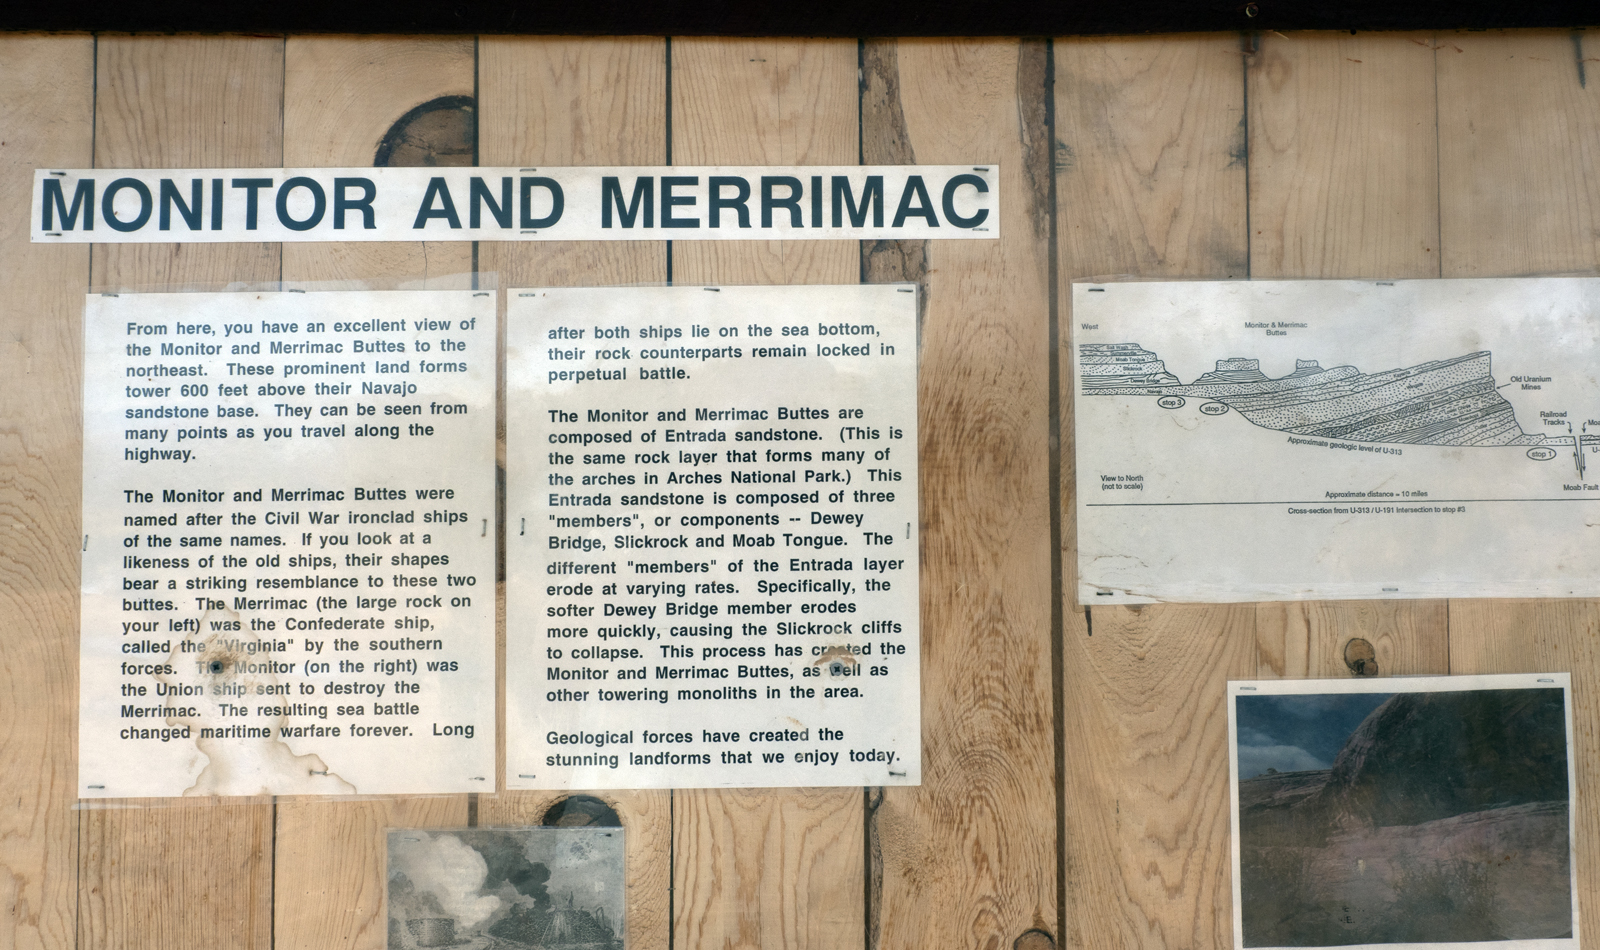 MONITOR AND MERRIMAC
From here, you have an excellent view of
the Monitor and Merrimac Buttes to the
northeast. These prominent land forms
tower 600 feet above their Navajo
sandstone base. They can be seen from
many points as you travel along the
highway.
The Monitor and Merrimac Buttes were
named after the Civil War ironclad ships
of the same names. If you look at a
likeness of the old ships, their shapes
bear a striking resemblance to these two
buttes. The Merrimac (the large rock on
your left) was the Confederate ship,
called the "Virginia" by the southern
forces. The Monitor (on the right) was
the Union ship sent to destroy the
Merrimac. The resulting sea battle
changed maritime warfare forever. Long
after both ships lie on the sea bottom,
their rock counterparts remain locked in
perpetual battle.
The Monitor and Merrimac Buttes are
composed of Entrada sandstone. (This is
the same rock layer that forms many of
the arches in Arches National Park.) This
Entrada sandstone is composed of three
"members", or components -- Dewey
Bridge, Slickrock and Moab Tongue. The
different "members" of the Entrada layer
erode at varying rates. Specifically, the
softer Dewey Bridge member erodes
more quickly, causing the Slickrock cliffs
to collapse. This process has created the
Monitor and Merrimac Buttes, as well as
other towering monoliths in the area.
Geological forces have created the
stunning landforms that we enjoy today.
West
Monitor & Merrimac
Buttes
Moab Tongue
Slickrock
Dewey Bridge
Navajo
stop 3
stop 2
Old Uranium
Mines
Railroad
Tracks
Approximate geologic level of U-313
stop 1
View to North
(not to scale)
Moab Fault
Approximate distance = 10 miles
Cross-section from U-313 / U-191 Intersection to stop #3